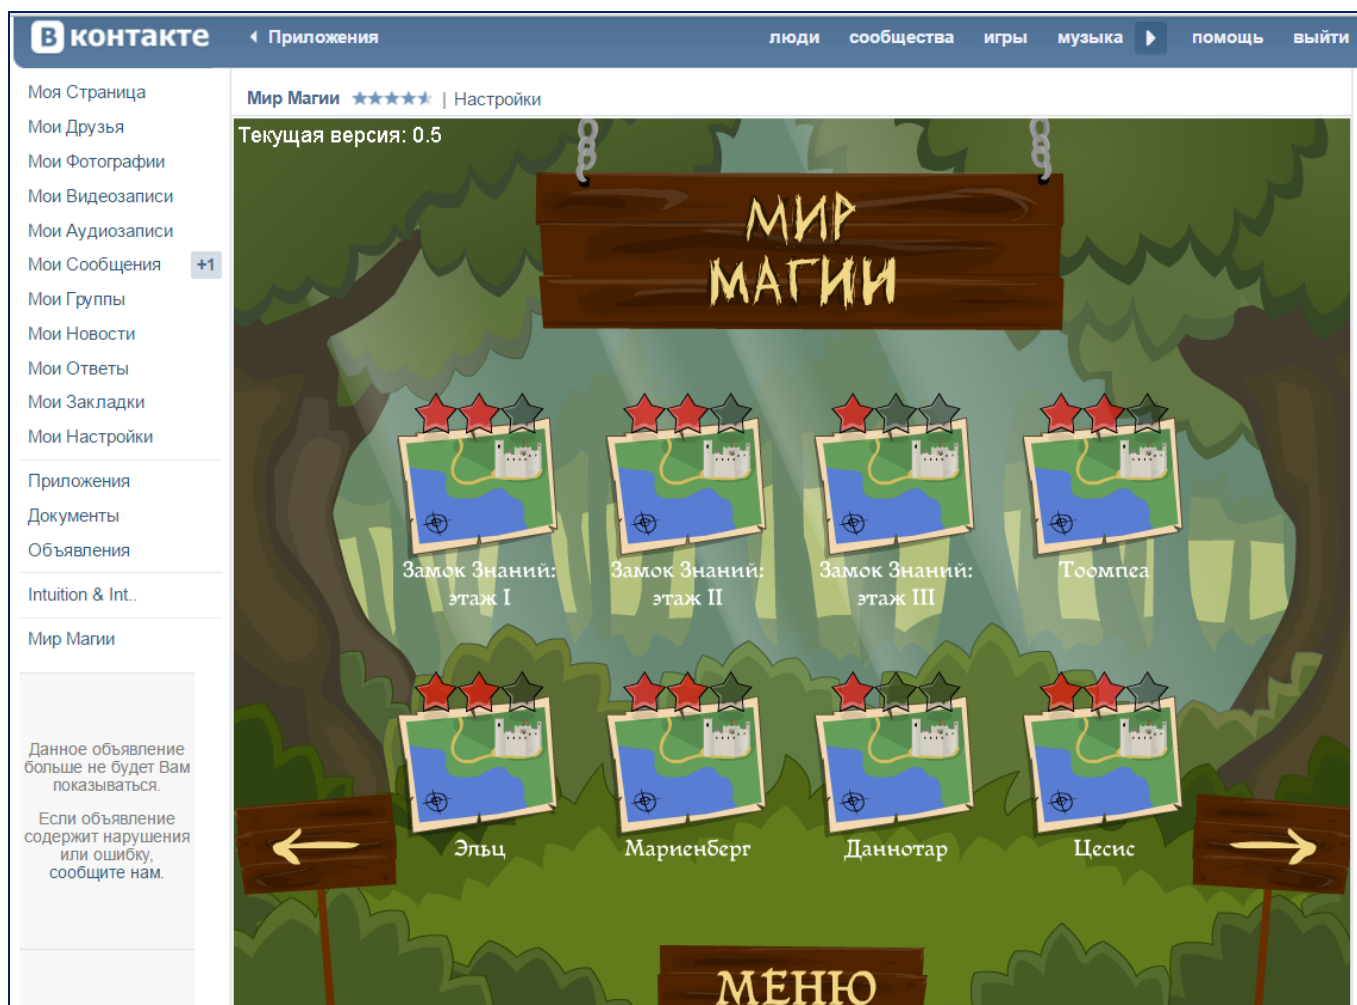 В контакте
Приложения
люди
сообщества
игры
музыка
помощь
выйти
Моя Страница
Мои Друзья
Мои Фотографии
Мои Видеозаписи
Мои Аудиозаписи
Мои Сообщения +1
Мои Группы
Мои Новости
Мои Ответы
Мои Закладки
Мои Настройки
Приложения
Документы
Объявления
Intuition & Int..
Мир Магии
Данное объявление
больше не будет Вам
показываться.
Если объявление
содержит нарушения
или ошибку,
сообщите нам.
Мир Магии | Настройки
Текущая версия: 0.5
МИР
МАГИИ
Замок Знаний:
этаж I
Замок Знаний:
этаж II
Замок Знаний:
этаж III
Тоомпеа
Эльц
Мариенберг
Даннотар
Цесис
МЕНЮ